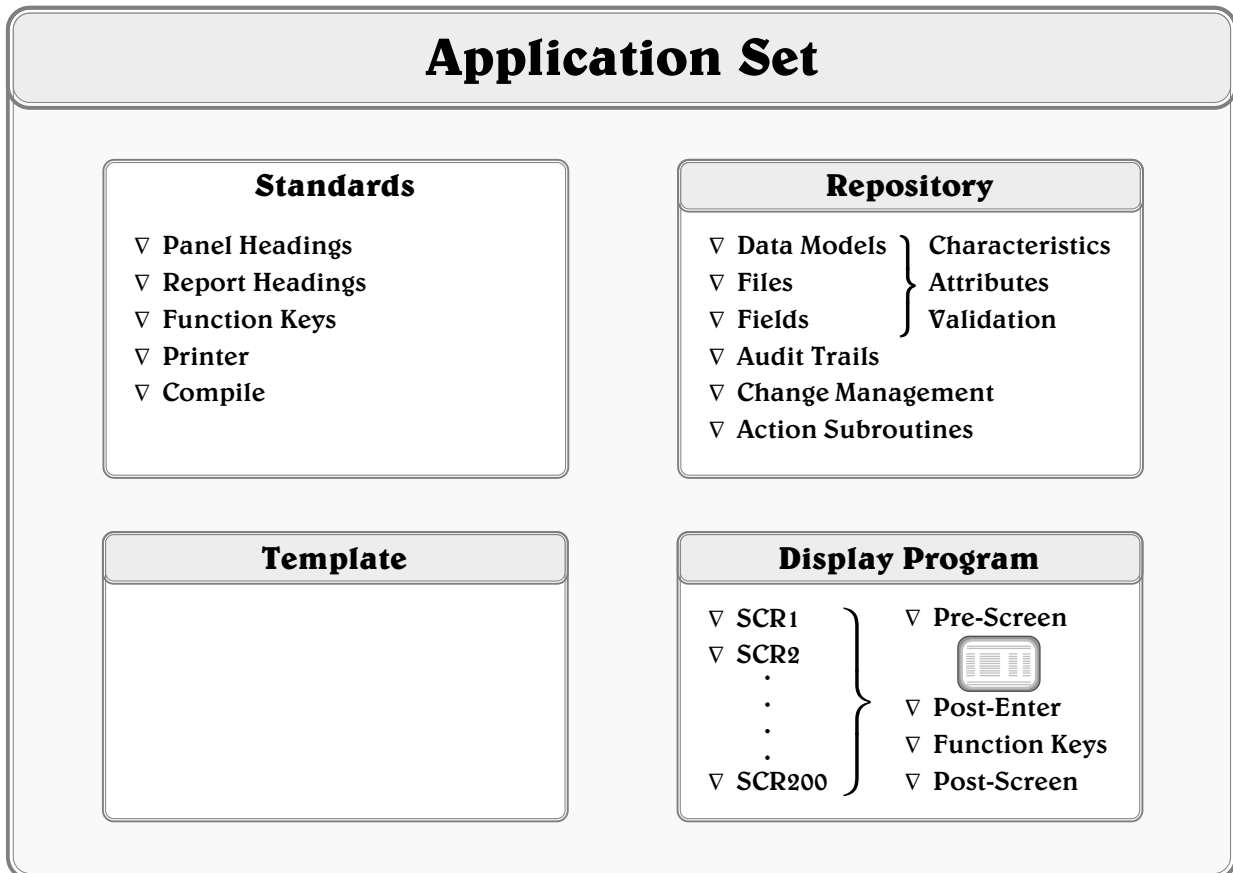 Application Set
Standards
∇ Panel Headings
∇ Report Headings
∇ Function Keys
∇ Printer
∇ Compile
Repository
∇ Data Models
∇ Files
∇ Fields
Characteristics
Attributes
Validation
∇ Audit Trails
∇ Change Management
∇ Action Subroutines
Template
Display Program
∇ SCR1
∇ SCR2
.
.
.
.
∇ SCR200
∇ Pre-Screen
∇ Post-Enter
∇ Function Keys
∇ Post-Screen